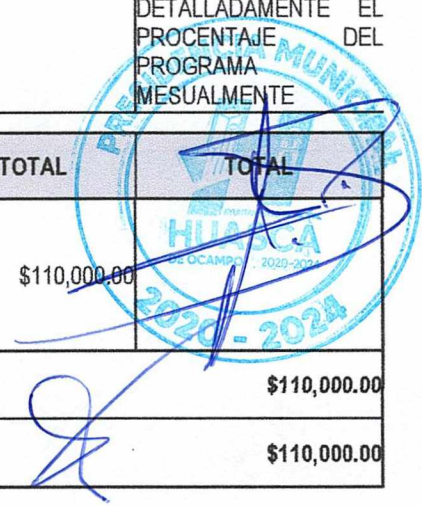 DETALLADAMENTE EL
PROCENTAJE DEL
PROGRAMA
MESUALMENTE
PRESIDENCIA MUNICIPAL
TOTAL TOTAL
HUASCA
DE OCAMPO 2020-2024
$110,000.00
2020 - 2024
$110,000.00
$110,000.00